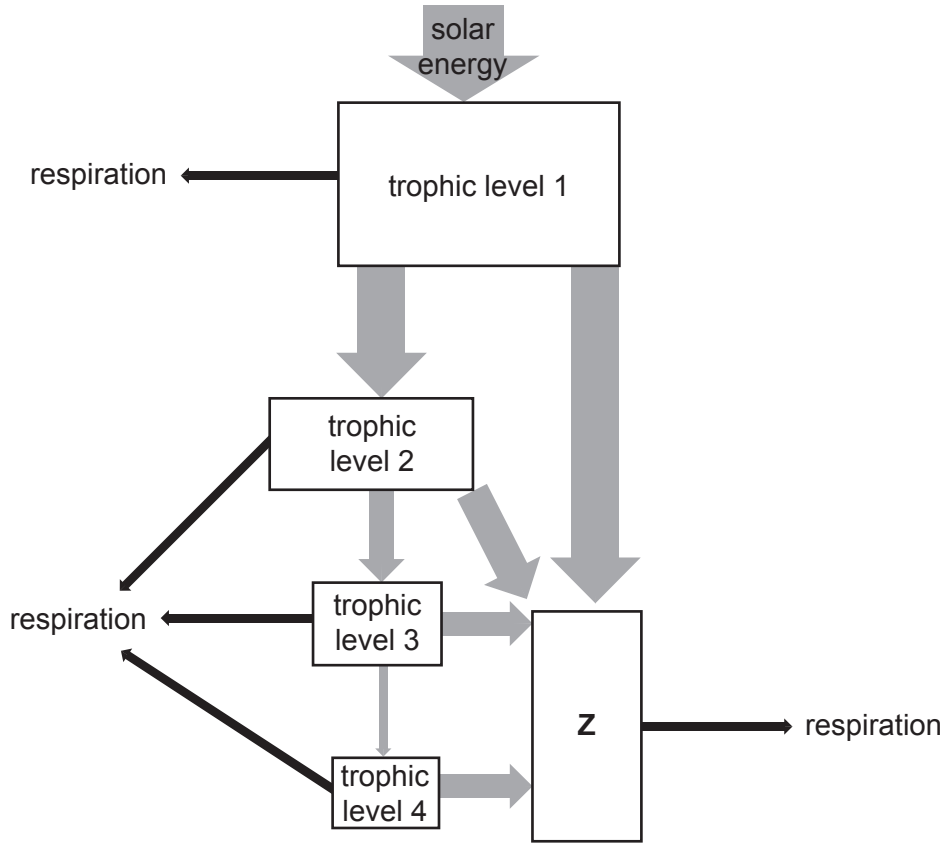 solar
energy
respiration
trophic level 1
trophic
level 2
respiration
trophic
level 3
Z
respiration
trophic
level 4